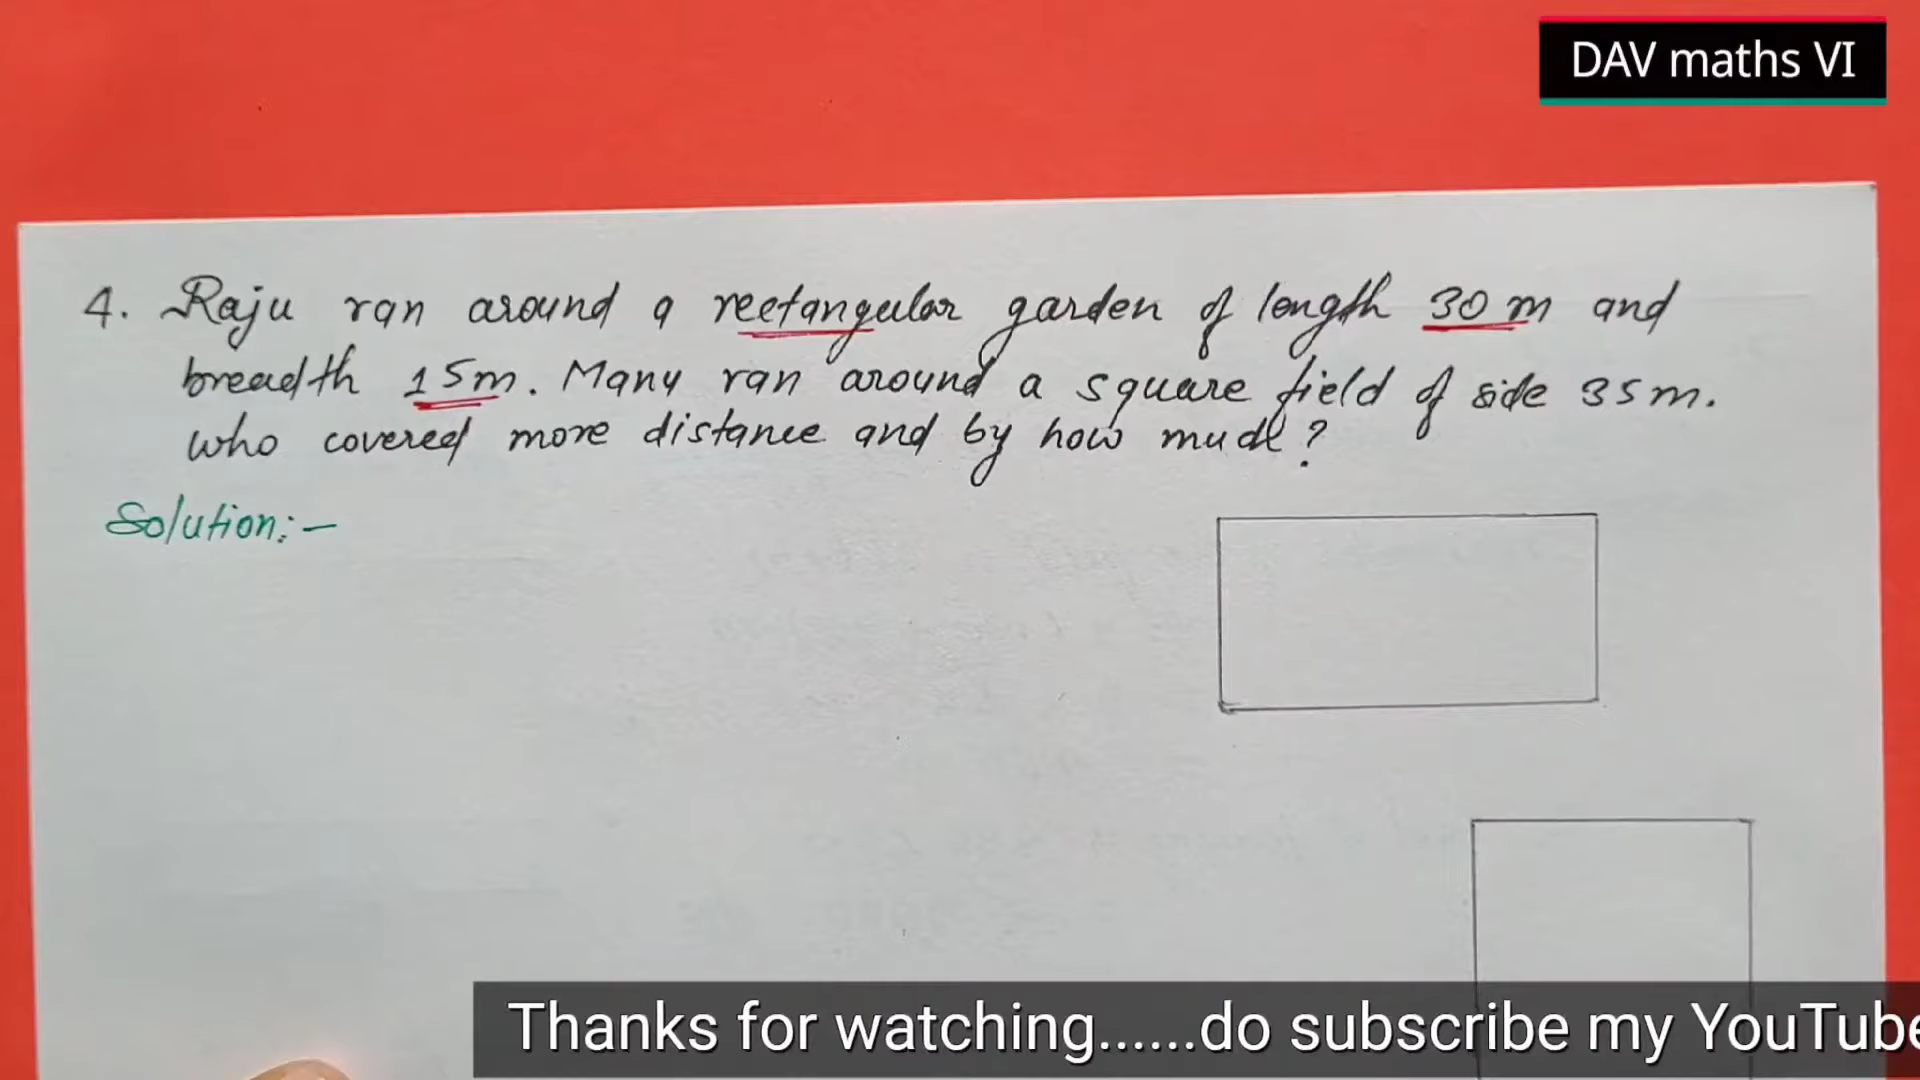 DAV maths VI
4. Raju ran around a rectangular garden of length 30 m and
breadth 15m. Many ran around a square field of side 35m.
who covered more distance and by how much?
Solution:-
Thanks for watching......do subscribe my YouTube